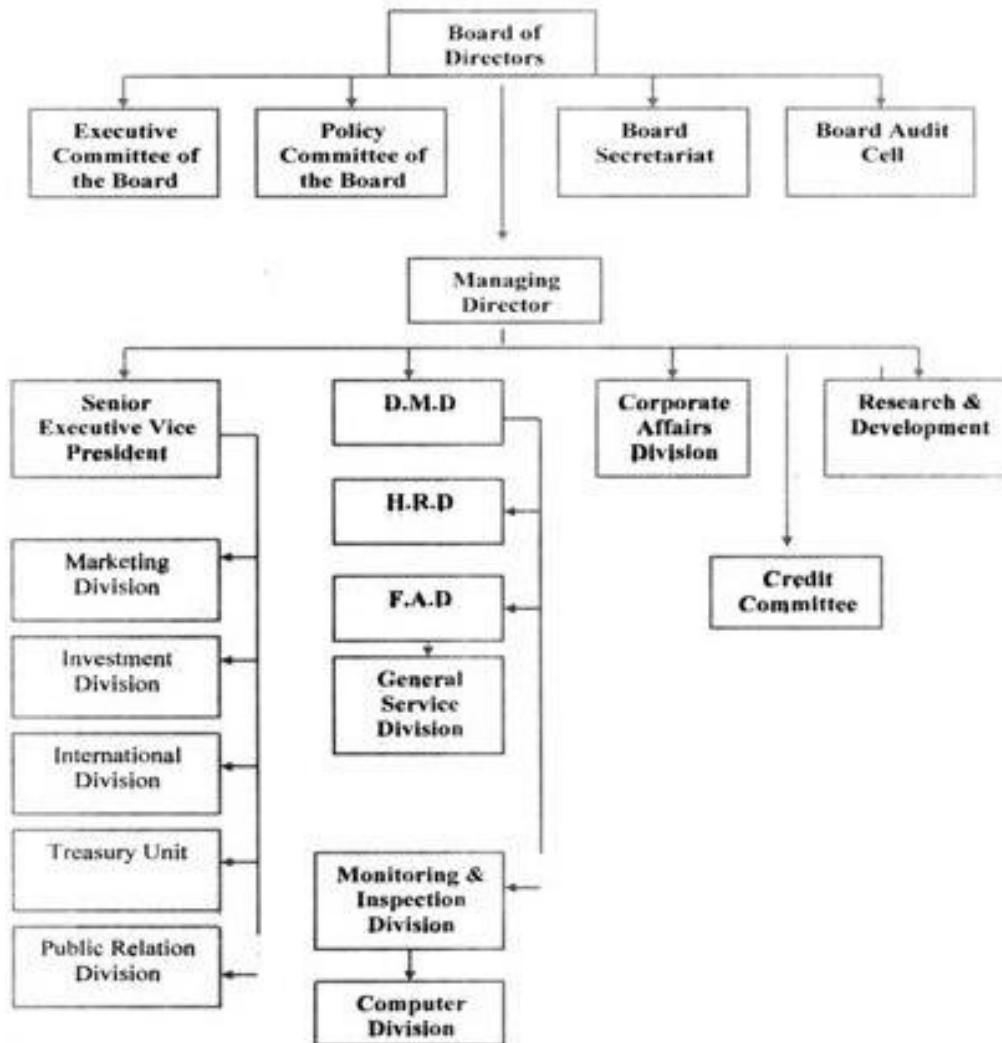 Board of
Directors
Executive
Committee of
the Board
Policy
Committee of
the Board
Board
Secretariat
Board Audit
Cell
Managing
Director
Senior
Executive Vice
President
D.M.D
Corporate
Affairs
Division
Research &
Development
H.R.D
Marketing
Division
Credit
Committee
F.A.D
Investment
Division
General
Service
Division
International
Division
Treasury Unit
Monitoring &
Inspection
Division
Public Relation
Division
Computer
Division